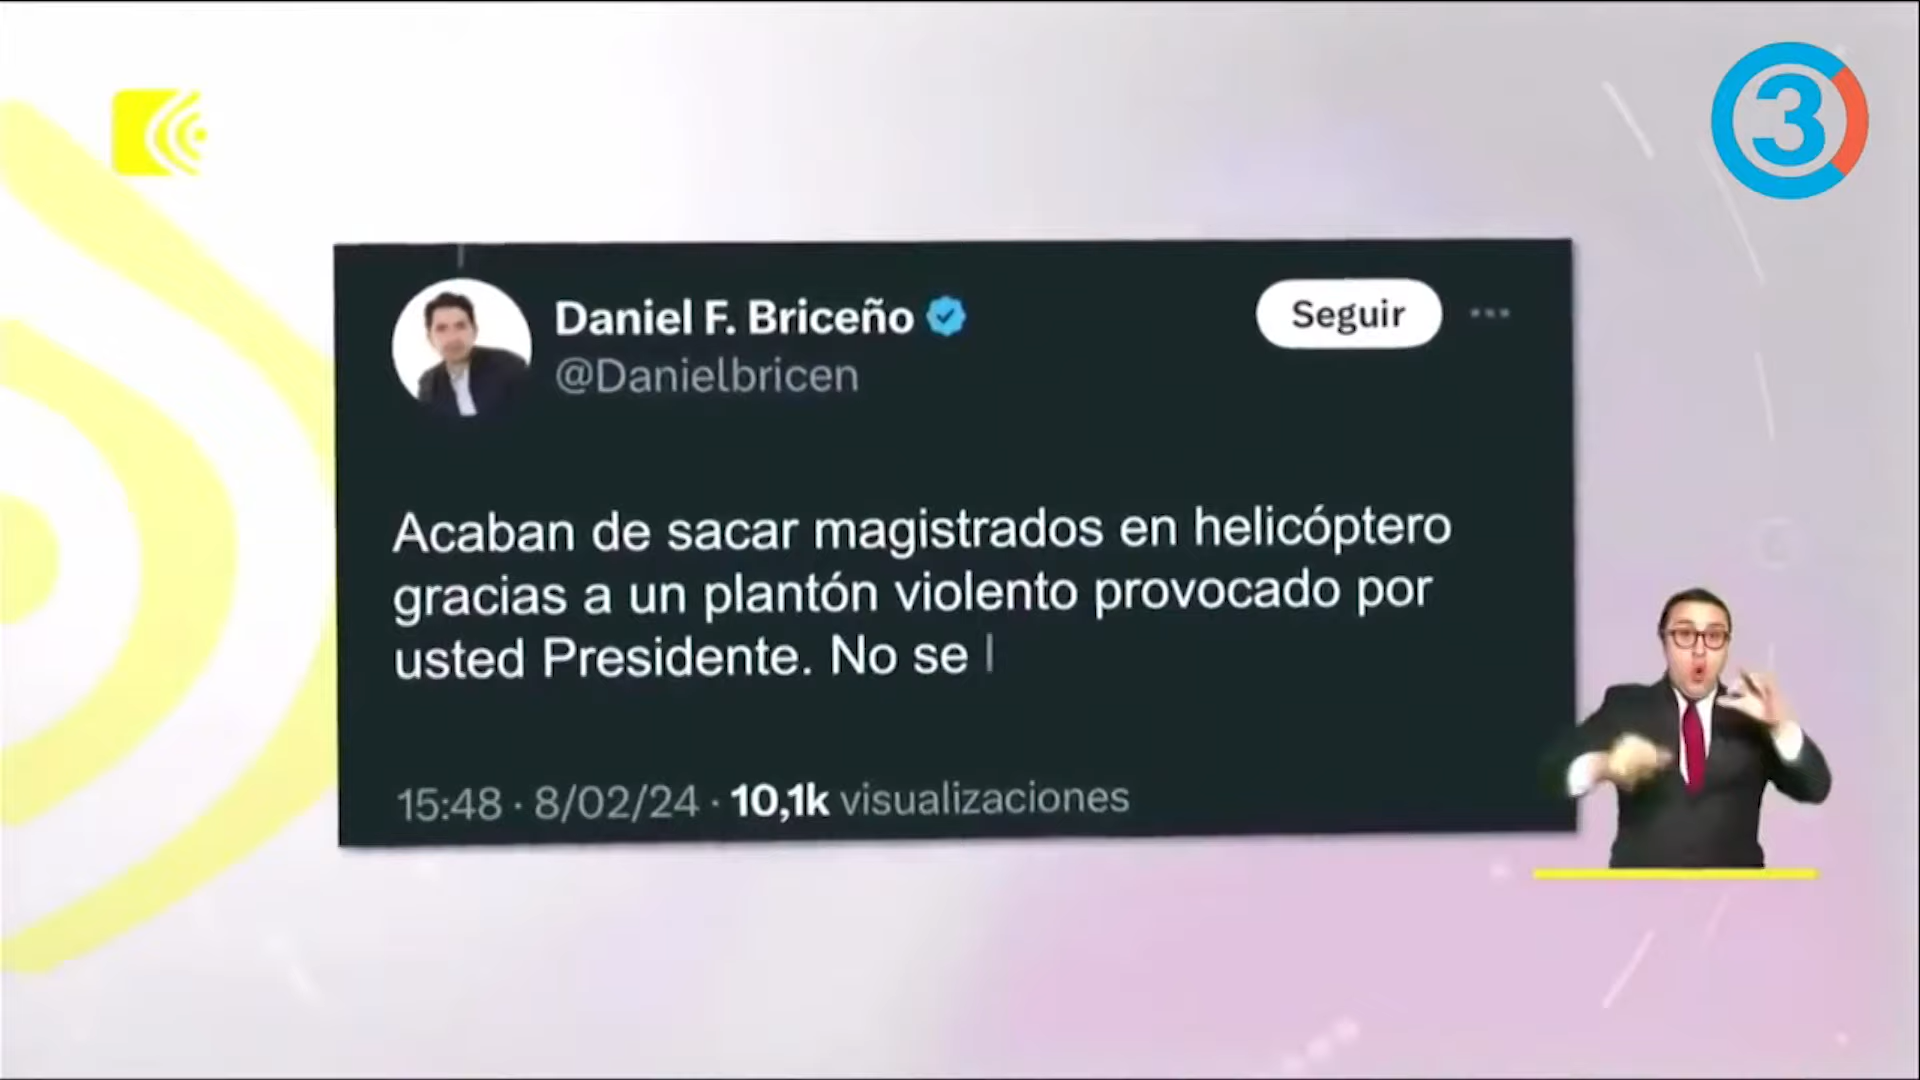 3
Daniel F. Briceño
Seguir
@Danielbricen
Acaban de sacar magistrados en helicóptero
gracias a un plantón violento provocado por
usted Presidente. No se
15:48 · 8/02/24 · 10,1k visualizaciones